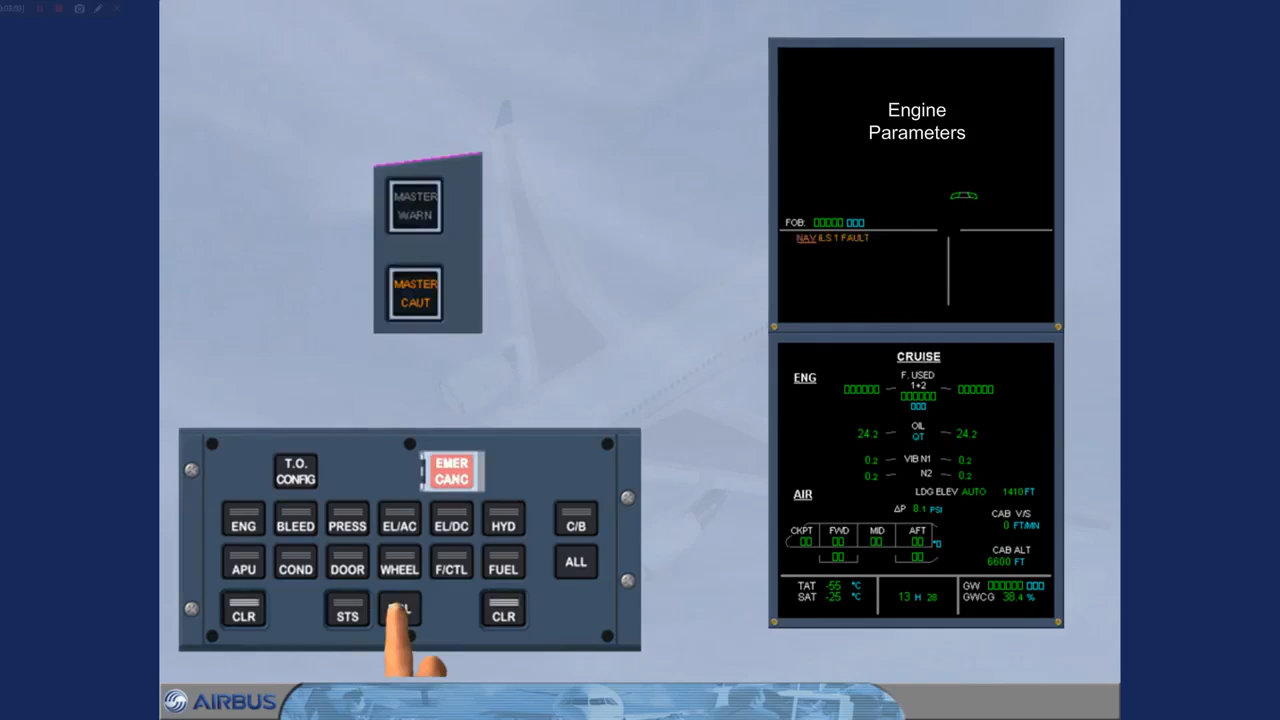 Engine
Parameters
MASTER
WARN
FOB:
NAV ILS 1 FAULT
MASTER
CAUT
CRUISE
ENG
F. USED
1+2
OIL
24.2 QT 24.2
0.2 VIB N1 0.2
0.2 N2 0.2
LDG ELEV AUTO 1410 FT
AIR
ΔP 8.1 PSI
CAB V/S
0 FT/MN
CKPT FWD MID AFT
CAB ALT
6600 FT
TAT -55 °C
SAT -25 °C
13 H 28
GW
GWCG 38.4 %
T.O.
CONFIG
EMER
CANC
ENG BLEED PRESS EL/AC EL/DC HYD C/B
APU COND DOOR WHEEL F/CTL FUEL ALL
CLR STS CLR
AIRBUS